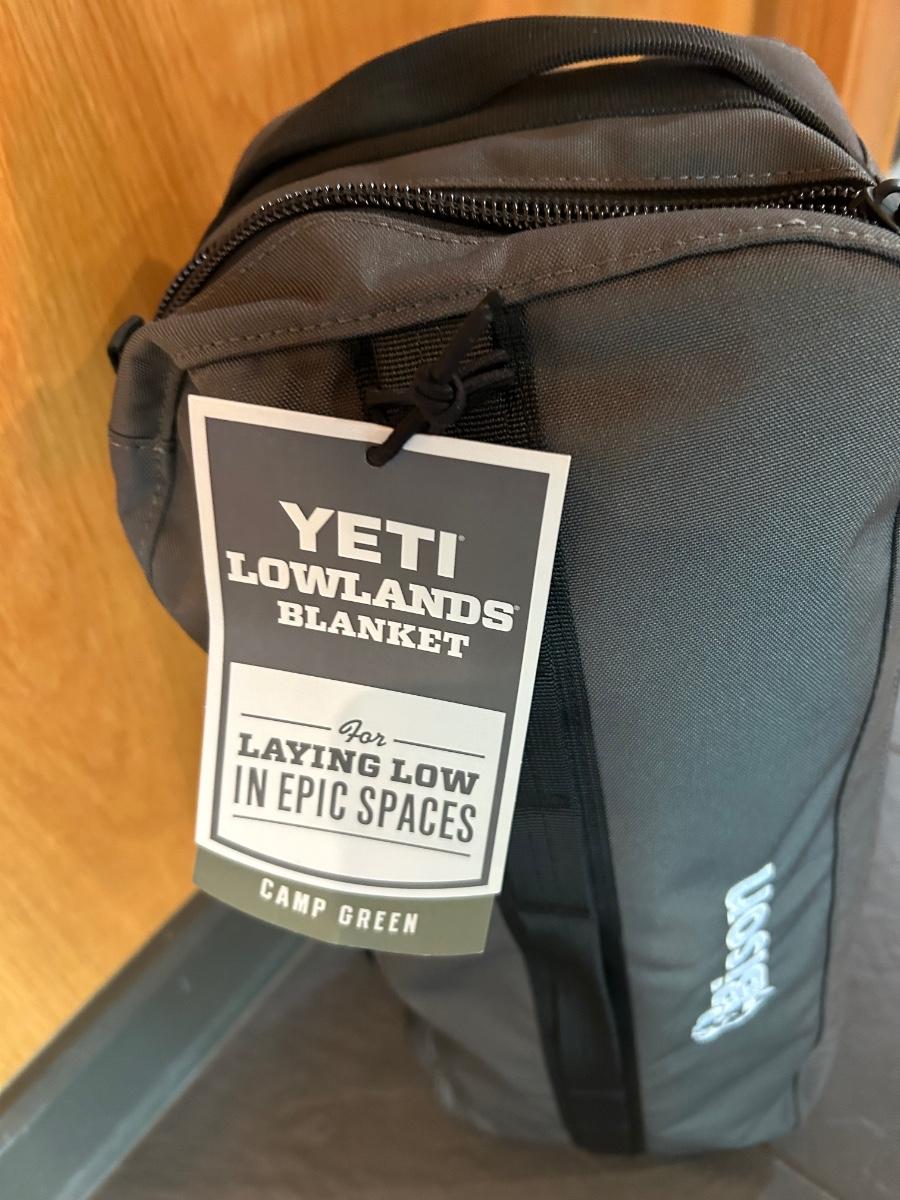 YETI
LOWLANDS®
BLANKET
For
LAYING LOW
IN EPIC SPACES
CAMP GREEN